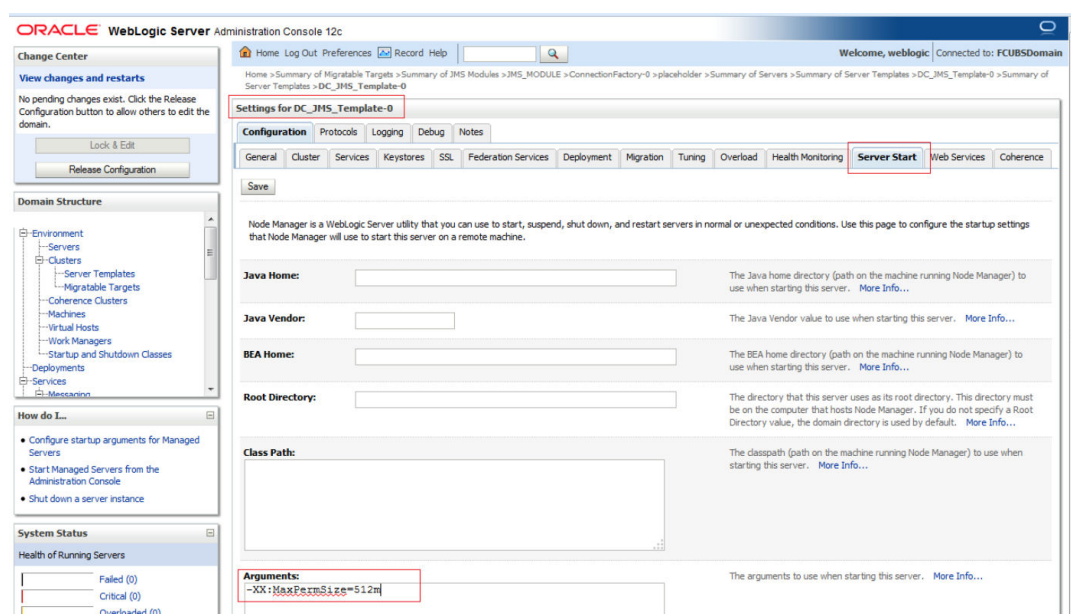 ORACLE WebLogic Server Administration Console 12c
Change Center
View changes and restarts
No pending changes exist. Click the Release
Configuration button to allow others to edit the
domain.
Lock & Edit
Release Configuration
Domain Structure
Environment
Servers
Clusters
Server Templates
Migratable Targets
Coherence Clusters
Machines
Virtual Hosts
Work Managers
Startup and Shutdown Classes
Deployments
Services
Messaging
How do I...
Configure startup arguments for Managed
Servers
Start Managed Servers from the
Administration Console
Shut down a server instance
System Status
Health of Running Servers
Failed (0)
Critical (0)
Overloaded (0)
Home Log Out Preferences Record Help
Welcome, weblogic Connected to: FCUBSDomain
Home >Summary of Migratable Targets >Summary of JMS Modules >JMS_MODULE >ConnectionFactory-0 >placeholder >Summary of Servers >Summary of Server Templates >DC_JMS_Template-0 >Summary of
Server Templates >DC_JMS_Template-0
Settings for DC_JMS_Template-0
Configuration Protocols Logging Debug Notes
General Cluster Services Keystores SSL Federation Services Deployment Migration Tuning Overload Health Monitoring Server Start Web Services Coherence
Save
Node Manager is a WebLogic Server utility that you can use to start, suspend, shut down, and restart servers in normal or unexpected conditions. Use this page to configure the startup settings
that Node Manager will use to start this server on a remote machine.
Java Home:
The Java home directory (path on the machine running Node Manager) to
use when starting this server. More Info...
Java Vendor:
The Java Vendor value to use when starting this server. More Info...
BEA Home:
The BEA home directory (path on the machine running Node Manager) to
use when starting this server. More Info...
Root Directory:
The directory that this server uses as its root directory. This directory must
be on the computer that hosts Node Manager. If you do not specify a Root
Directory value, the domain directory is used by default. More Info...
Class Path:
The classpath (path on the machine running Node Manager) to use when
starting this server. More Info...
Arguments:
-XX:MaxPermSize=512m
The arguments to use when starting this server. More Info...